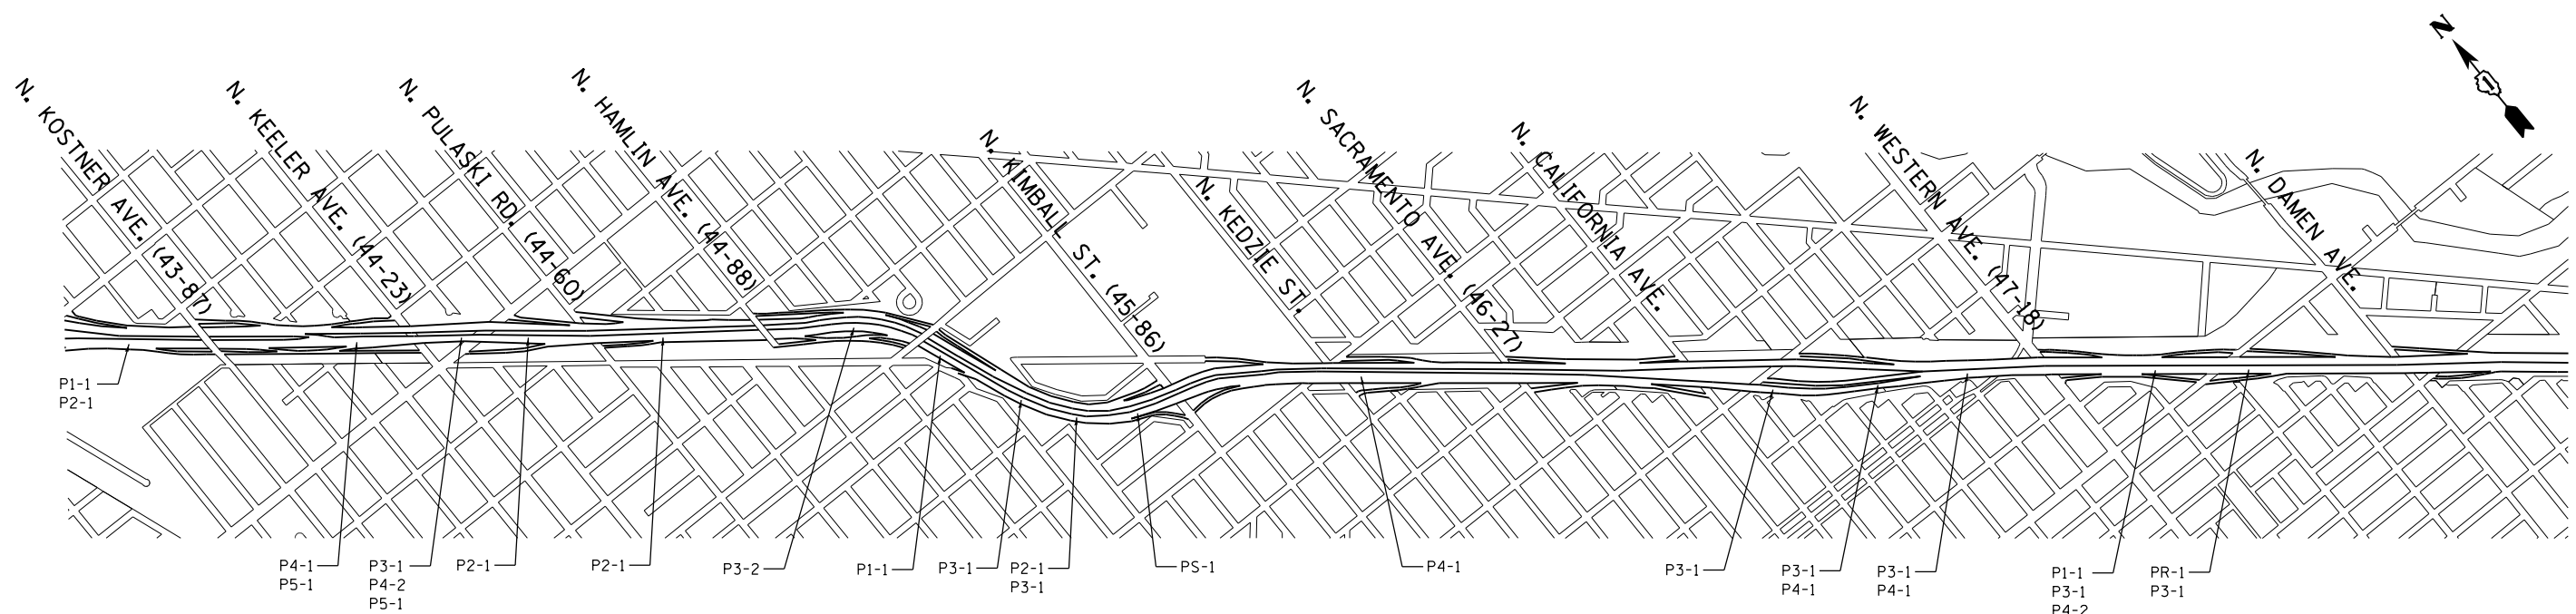 N
N. KOSTNER AVE. (43-87)
N. KEELER AVE. (44-23)
N. PULASKI RD. (44-60)
N. HAMLIN AVE. (44-88)
N. KIMBALL ST. (45-86)
N. KEDZIE ST.
N. SACRAMENTO AVE. (46-27)
N. CALIFORNIA AVE.
N. WESTERN AVE. (47-18)
N. DAMEN AVE.
P1-1
P2-1
P4-1
P5-1
P3-1
P4-2
P5-1
P2-1
P2-1
P3-2
P1-1
P3-1
P2-1
P3-1
PS-1
P4-1
P3-1
P3-1
P4-1
P3-1
P4-1
P1-1
P3-1
P4-2
PR-1
P3-1